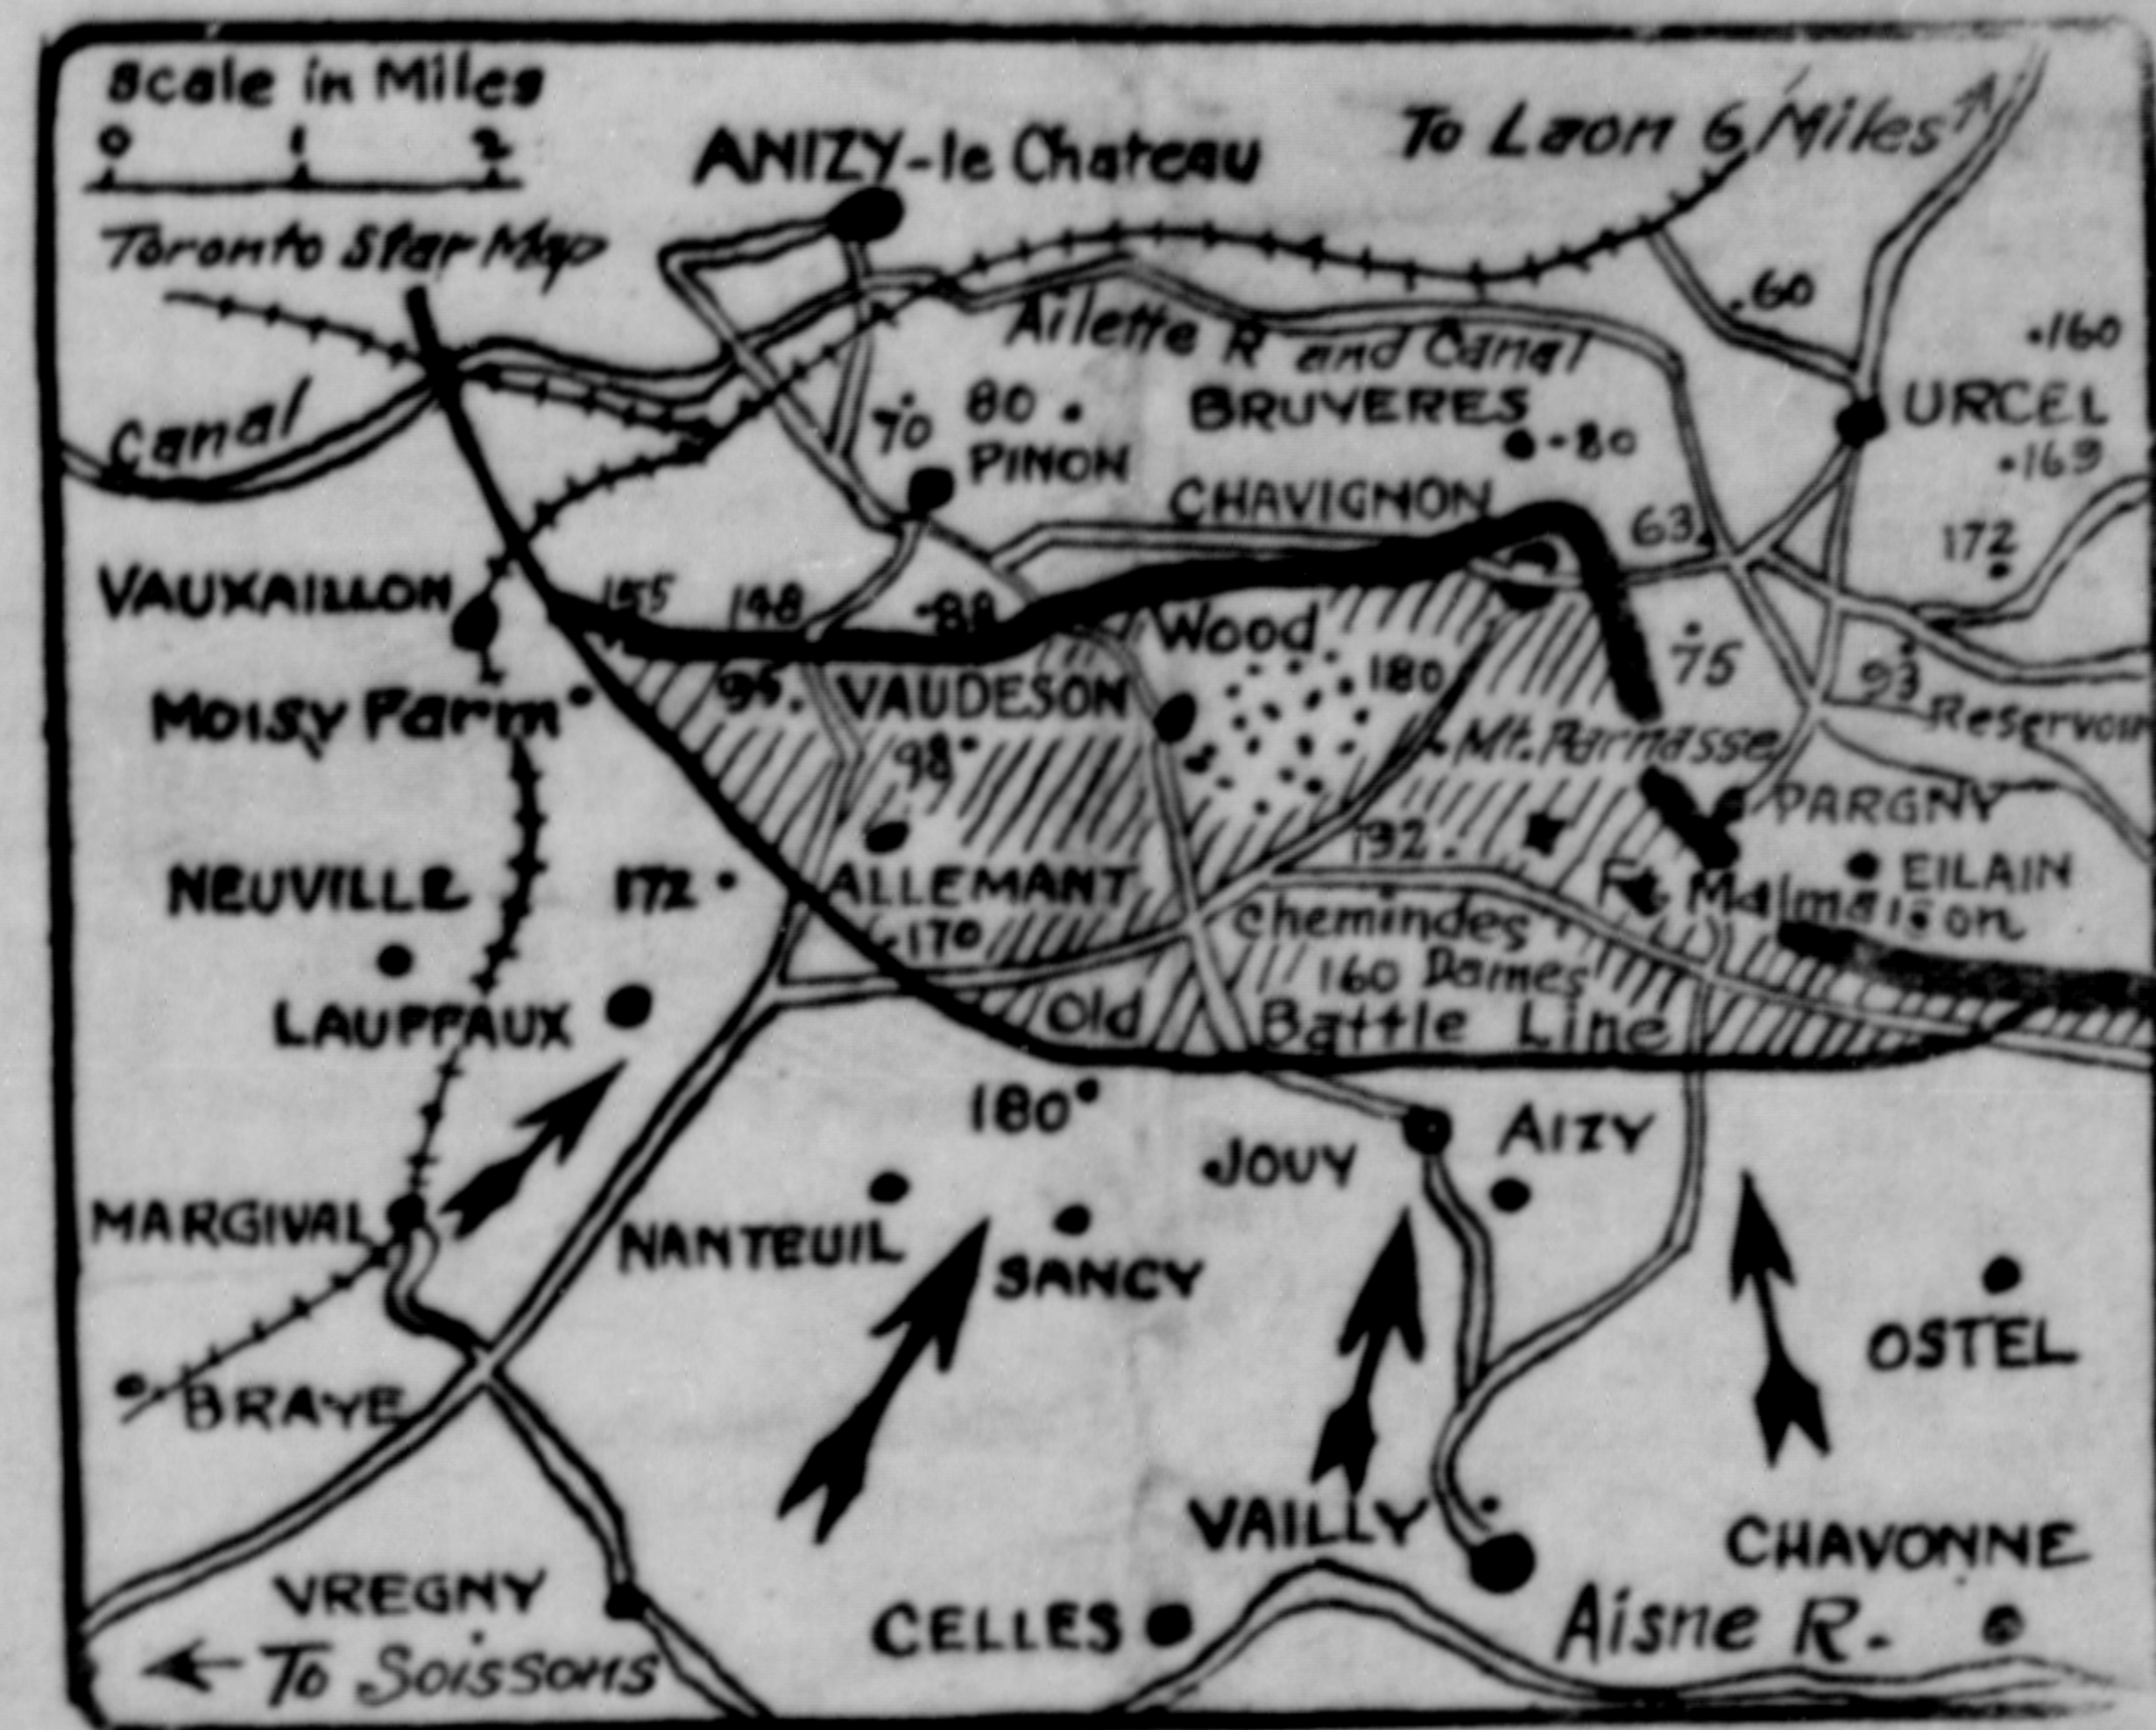 Scale in Miles
0 1 2
Toronto Star Map
ANIZY-le Chateau
To Laon 6 Miles
Canal
Ailette R and Canal
.60
.160
70
80 .
PINON
BRUYERES
.-80
URCEL
.169
CHAVIGNON
63.
172
VAUXAILLON
155
148
-88
Wood
180
75
93
Reservoir
MOISY Farm
95.
VAUDESON
98
Mt. Parnasse
PARGNY
EILAIN
NEUVILLE
172 .
ALLEMANT
.170
132.
Ft. Malmaison
Chemindes
160 Dames
LAUFFAUX
Old Battle Line
180
JOUY
AIZY
MARGIVAL
NANTEUIL
SANCY
OSTEL
BRAYE
VAILLY
CHAVONNE
VREGNY
CELLES
Aisne R.
To Soissons